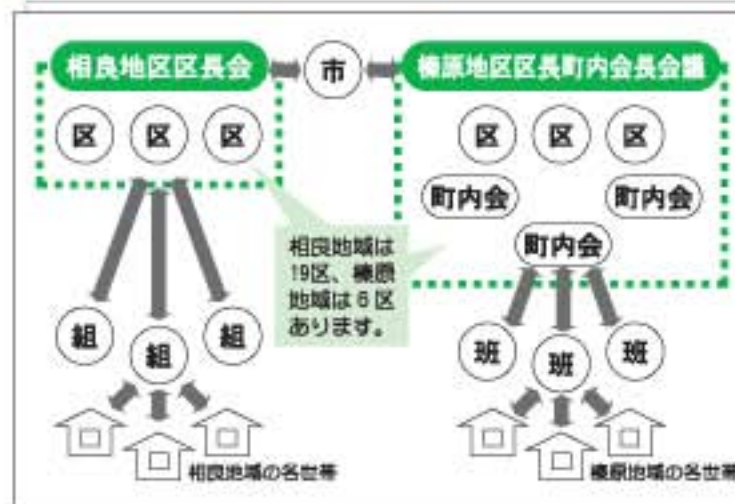 相良地区区長会
市
榛原地区区長町内会長会議
区
区
区
区
区
区
町内会
町内会
町内会
相良地域は
19区、榛原
地域は6区
あります。
組
組
組
班
班
班
相良地域の各世帯
榛原地域の各世帯